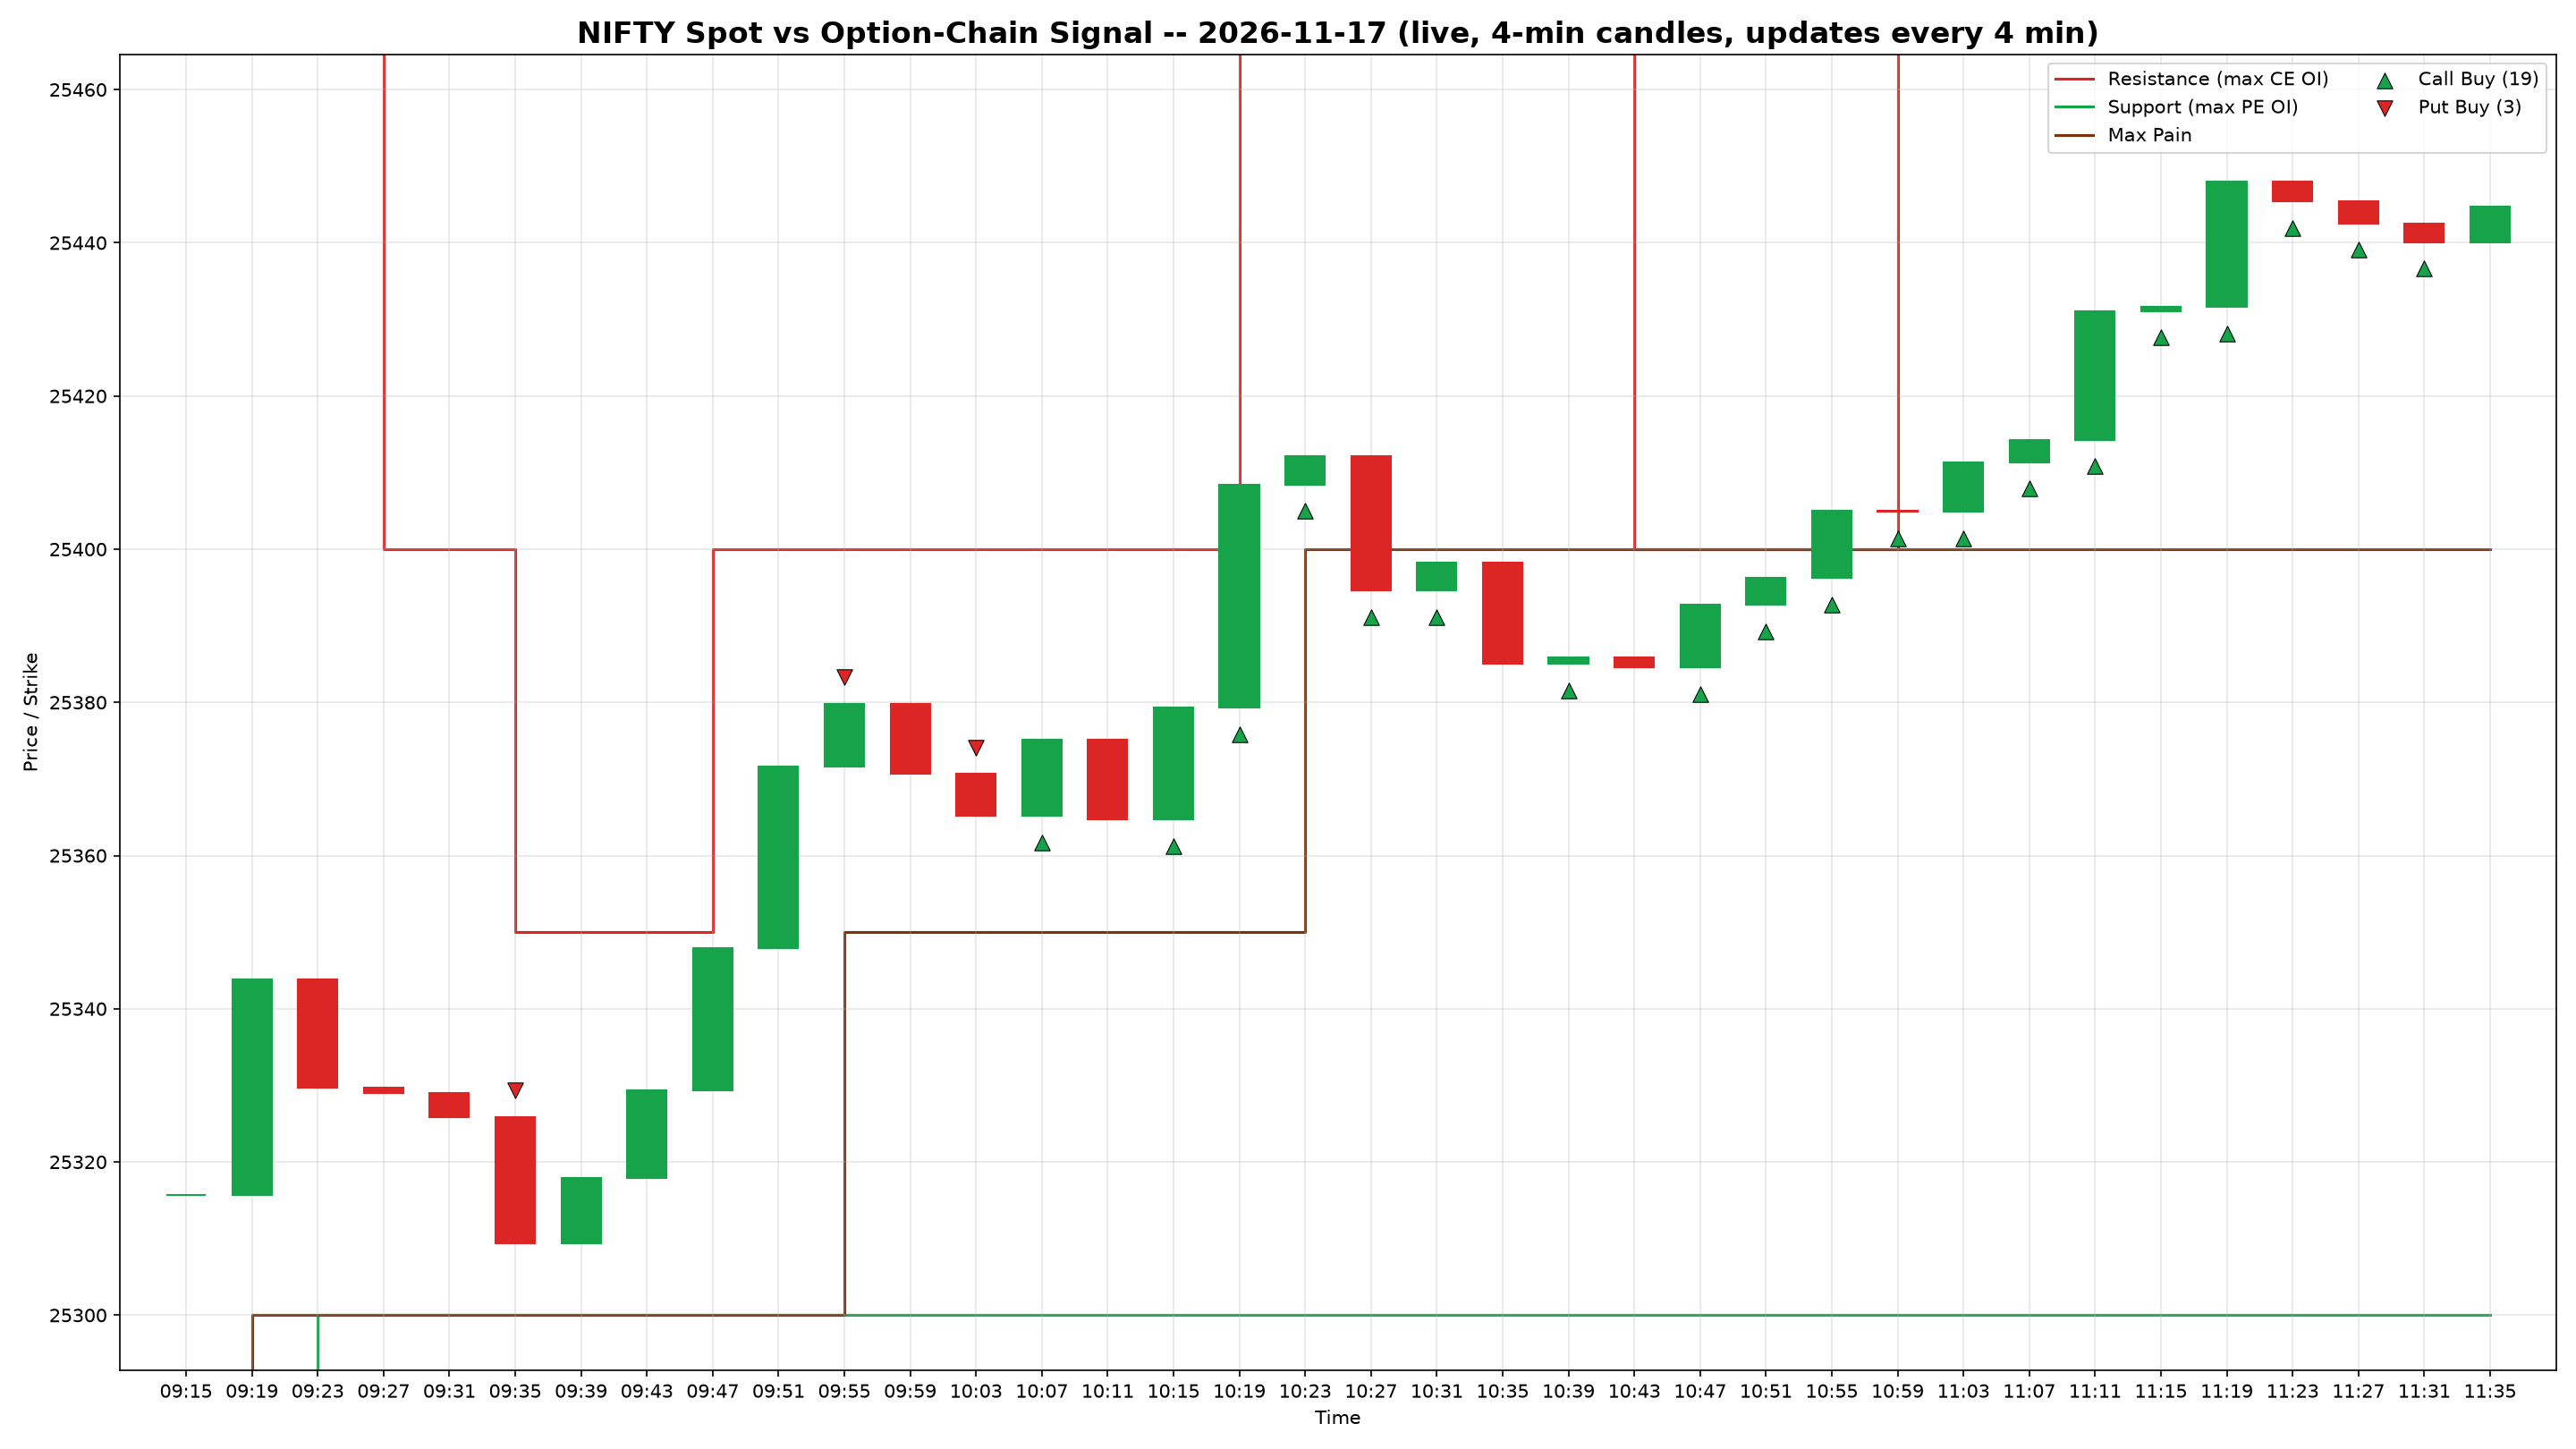 NIFTY Spot vs Option-Chain Signal -- 2026-11-17 (live, 4-min candles, updates every 4 min)
Resistance (max CE OI)
Support (max PE OI)
Max Pain
Call Buy (19)
Put Buy (3)
Price / Strike
25460
25440
25420
25400
25380
25360
25340
25320
25300
09:15 09:19 09:23 09:27 09:31 09:35 09:39 09:43 09:47 09:51 09:55 09:59 10:03 10:07 10:11 10:15 10:19 10:23 10:27 10:31 10:35 10:39 10:43 10:47 10:51 10:55 10:59 11:03 11:07 11:11 11:15 11:19 11:23 11:27 11:31 11:35
Time